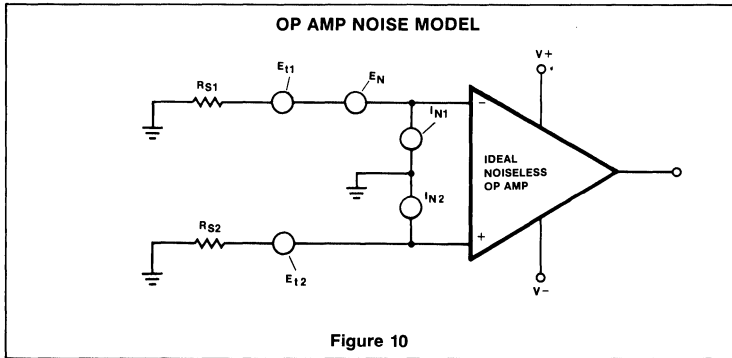 OP AMP NOISE MODEL
V+
Et1
EN
RS1
IN1
−
IDEAL
NOISELESS
OP AMP
IN2
RS2
+
Et2
V−
Figure 10